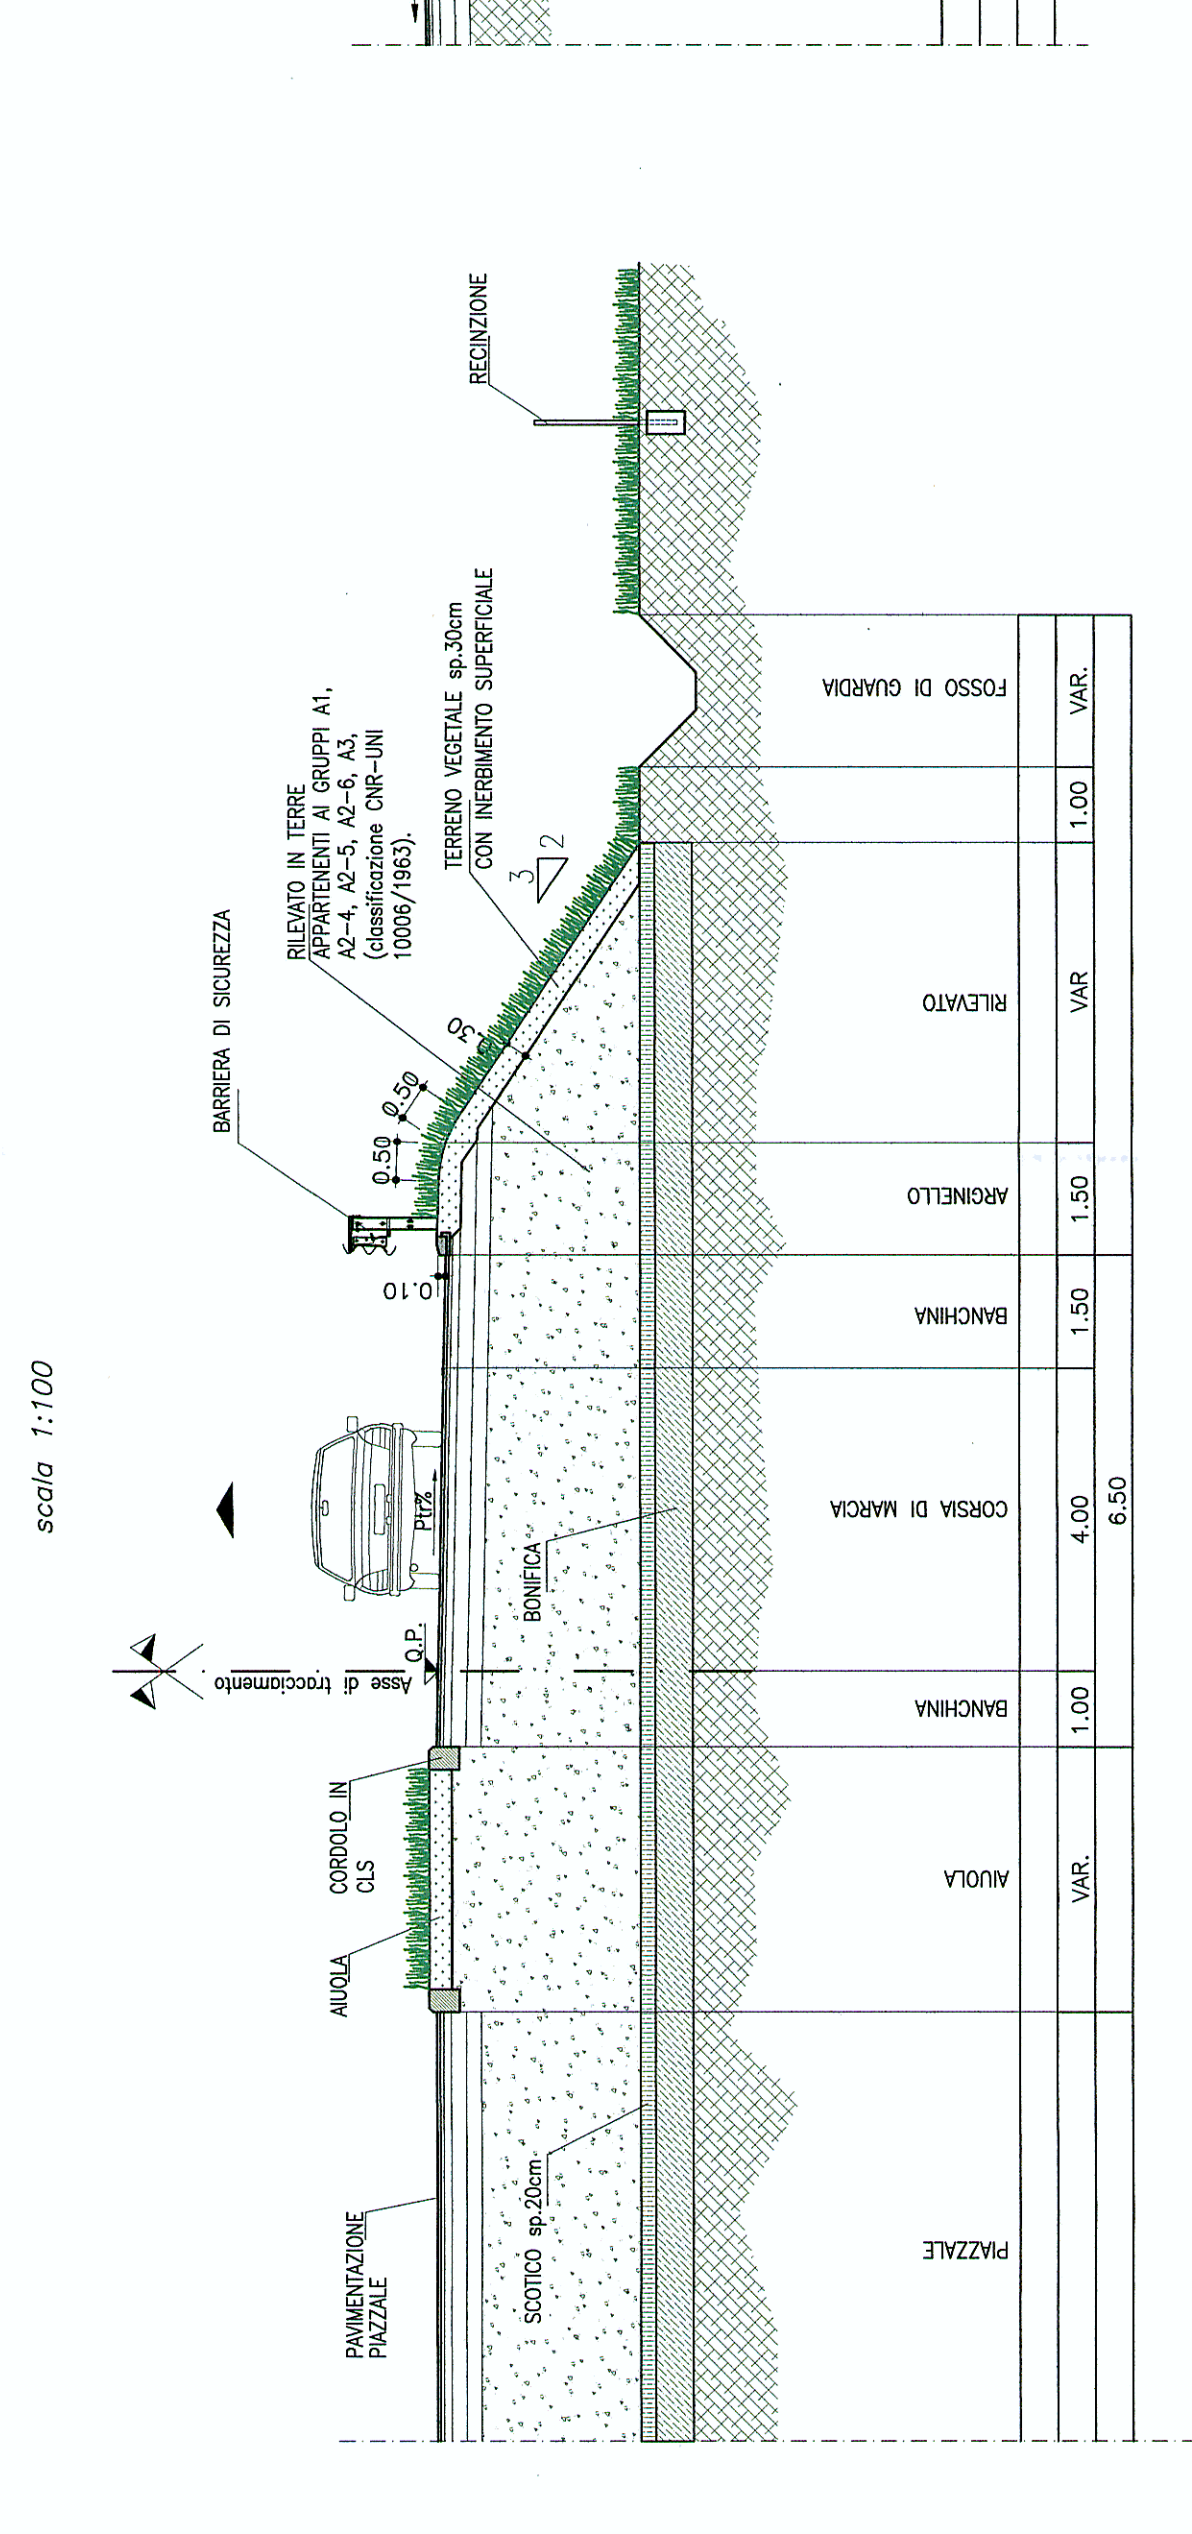 scala 1:100
BARRIERA DI SICUREZZA
RILEVATO IN TERRE
APPARTENENTI AI GRUPPI A1,
A2-4, A2-5, A2-6, A3,
(classificazione CNR-UNI
10006/1963).
TERRENO VEGETALE sp.30cm
CON INERBIMENTO SUPERFICIALE
RECINZIONE
3
2
0.30
0.50
0.50
0.10
Asse di tracciamento
Q.P.
Ptr%
PAVIMENTAZIONE
PIAZZALE
AIUOLA
CORDOLO IN
CLS
SCOTICO sp.20cm
BONIFICA
PIAZZALE
AIUOLA
BANCHINA
CORSIA DI MARCIA
BANCHINA
ARGINELLO
RILEVATO
FOSSO DI GUARDIA
VAR.
1.00
4.00
1.50
1.50
VAR
1.00
VAR.
6.50